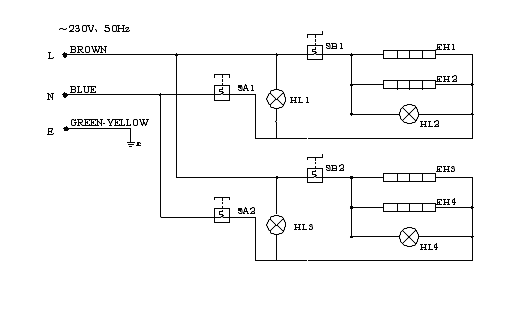 ～230V、50Hz
L BROWN
SB1
EH1
N BLUE
SA1
EH2
HL1
HL2
E GREEN-YELLOW
SB2
EH3
SA2
EH4
HL3
HL4